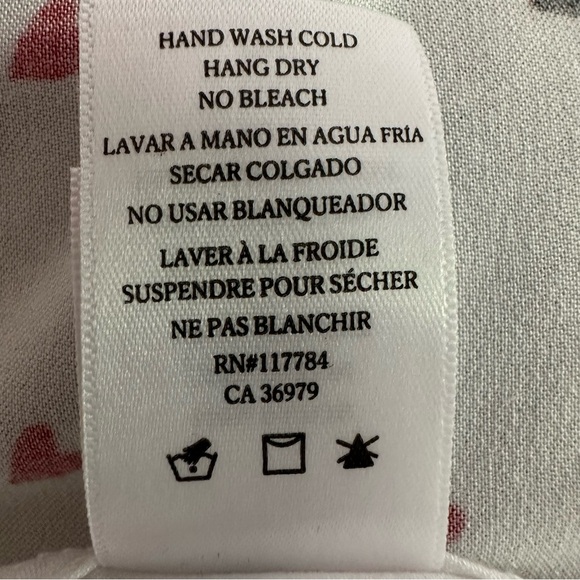 HAND WASH COLD
HANG DRY
NO BLEACH
LAVAR A MANO EN AGUA FRÍA
SECAR COLGADO
NO USAR BLANQUEADOR
LAVER À LA FROIDE
SUSPENDRE POUR SÉCHER
NE PAS BLANCHIR
RN#117784
CA 36979